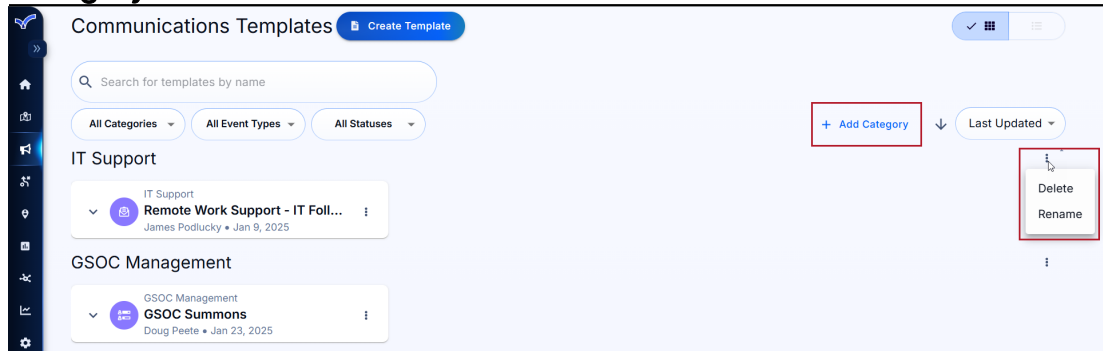 Communications Templates
Create Template
Search for templates by name
All Categories
All Event Types
All Statuses
+ Add Category
Last Updated
IT Support
Delete
Rename
IT Support
Remote Work Support - IT Foll...
James Podlucky • Jan 9, 2025
GSOC Management
GSOC Management
GSOC Summons
Doug Peete • Jan 23, 2025